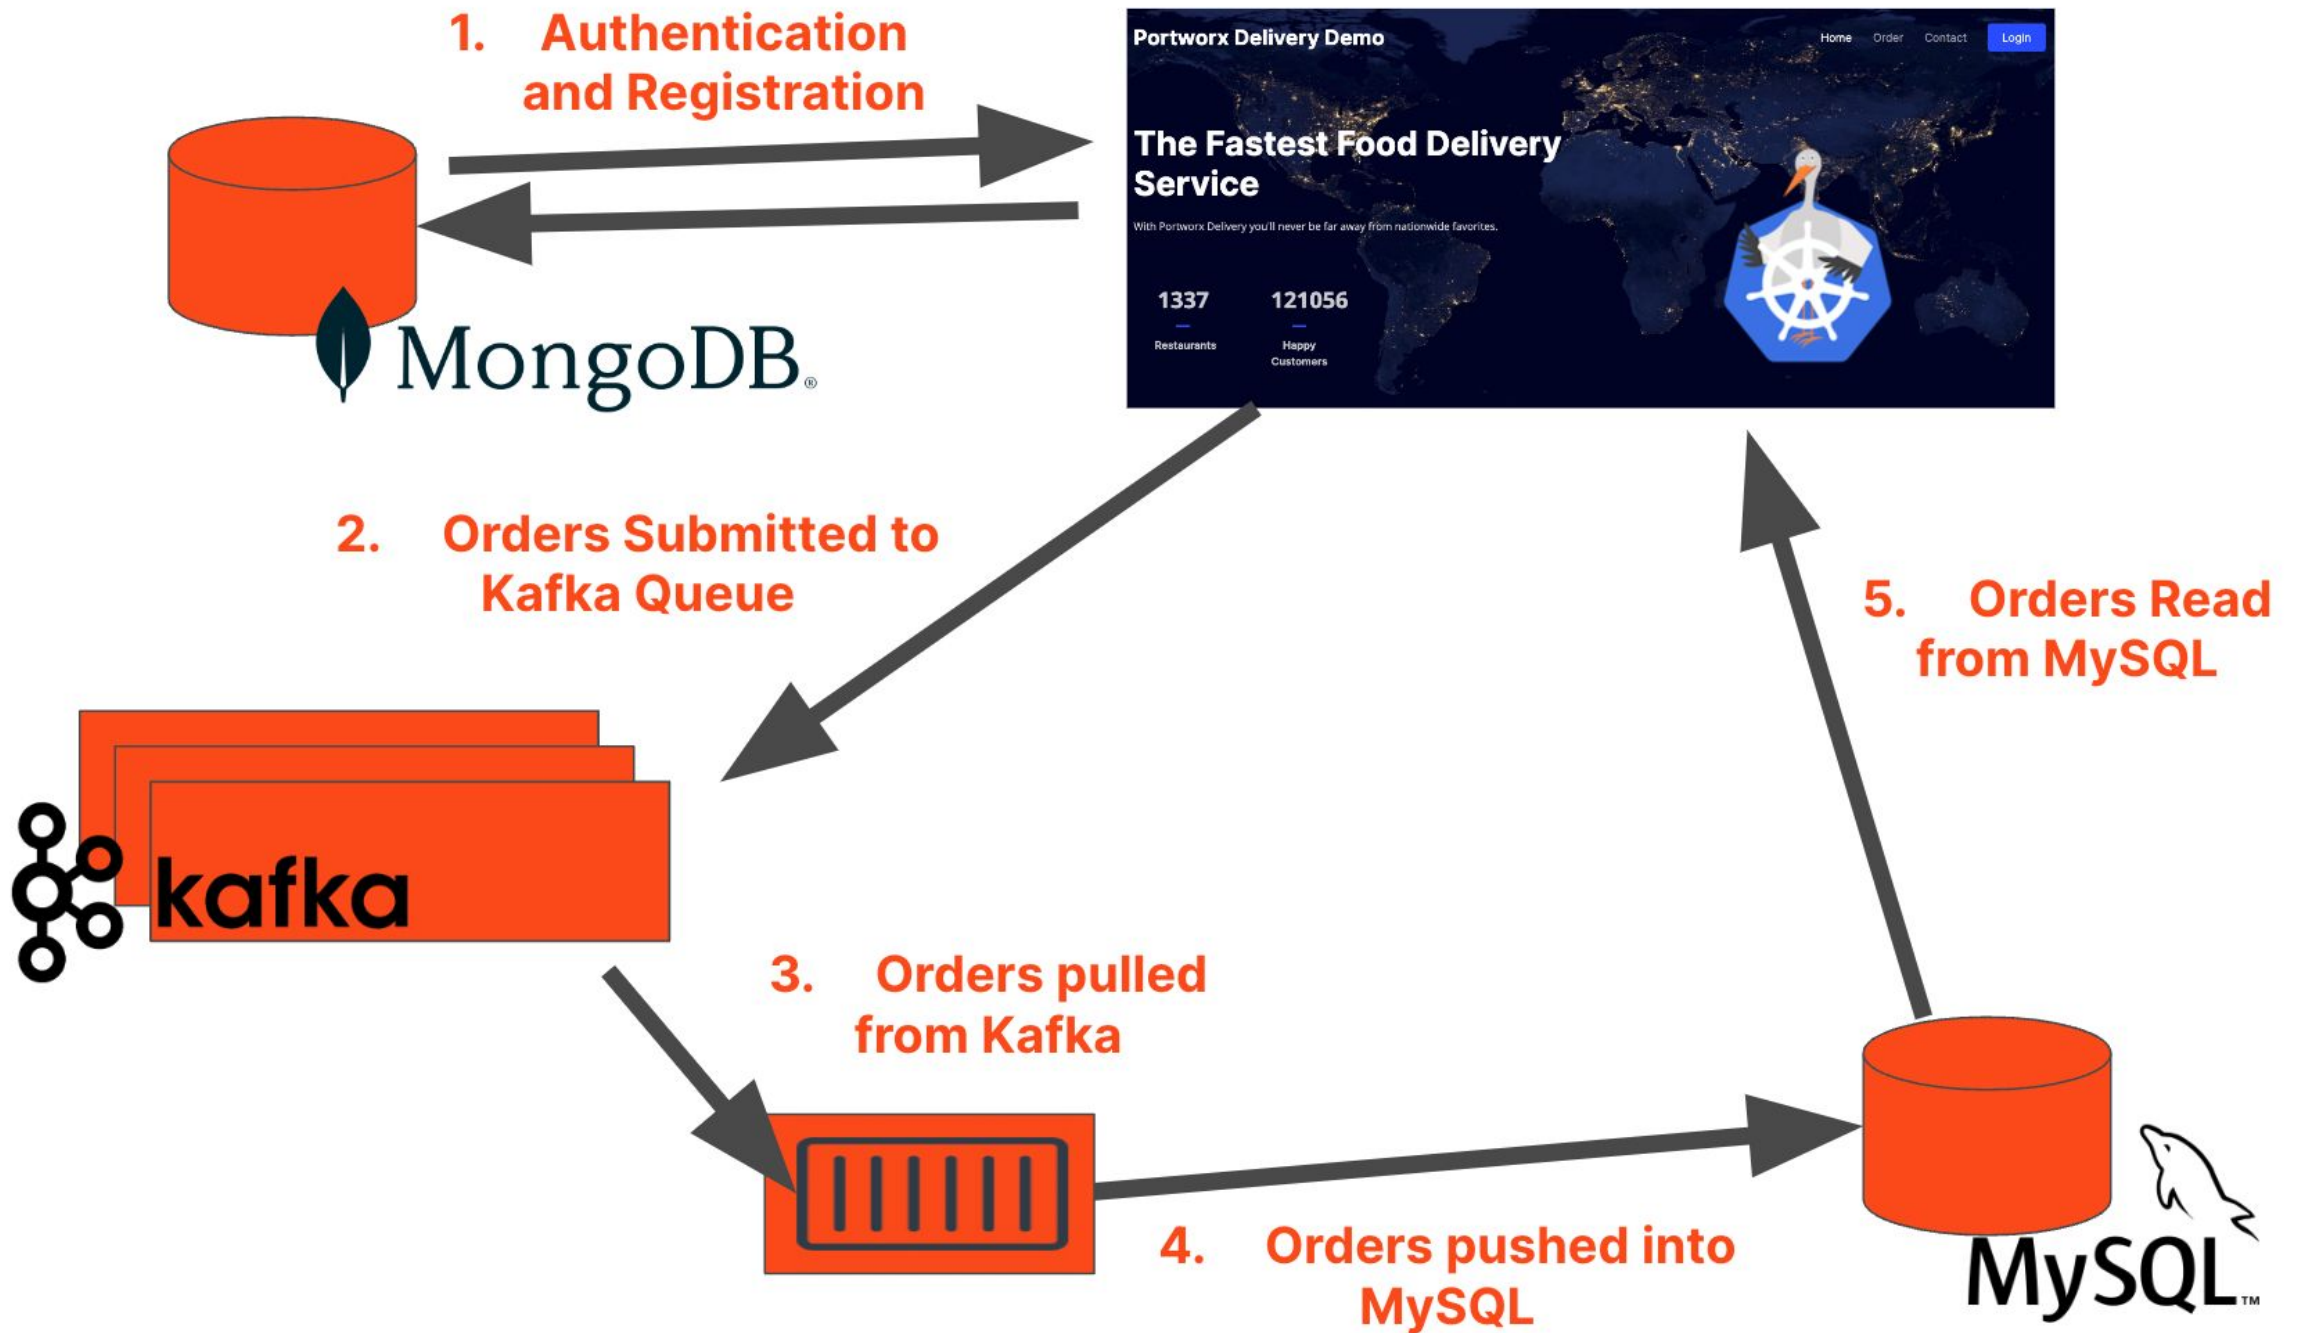 1. Authentication
and Registration
Portworx Delivery Demo
Home Order Contact Login
The Fastest Food Delivery
Service
With Portworx Delivery you'll never be far away from nationwide favorites.
1337 121056
Restaurants Happy
Customers
MongoDB®
2. Orders Submitted to
Kafka Queue
5. Orders Read
from MySQL
kafka
3. Orders pulled
from Kafka
4. Orders pushed into
MySQL
MySQL™